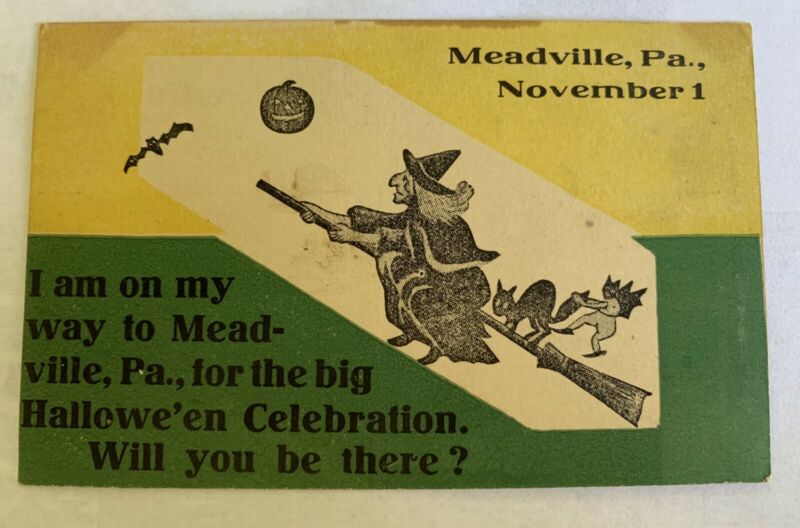 Meadville, Pa.,
November 1
I am on my
way to Mead-
ville, Pa., for the big
Hallowe'en Celebration.
Will you be there?